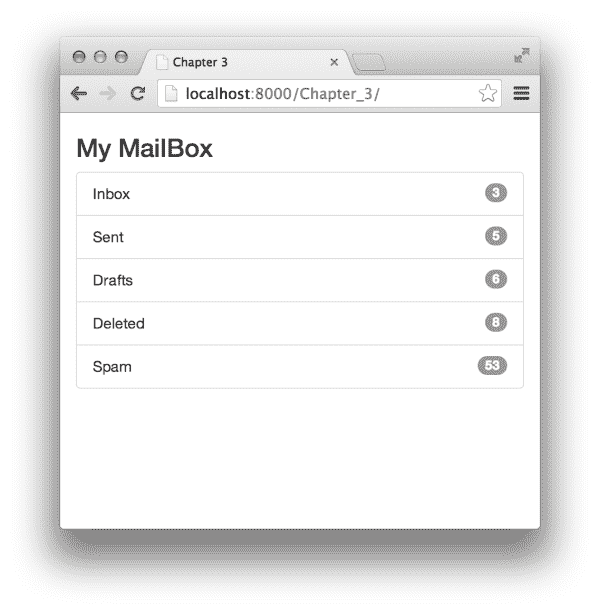 Chapter 3
localhost:8000/Chapter_3/
My MailBox
Inbox 3
Sent 5
Drafts 6
Deleted 8
Spam 53